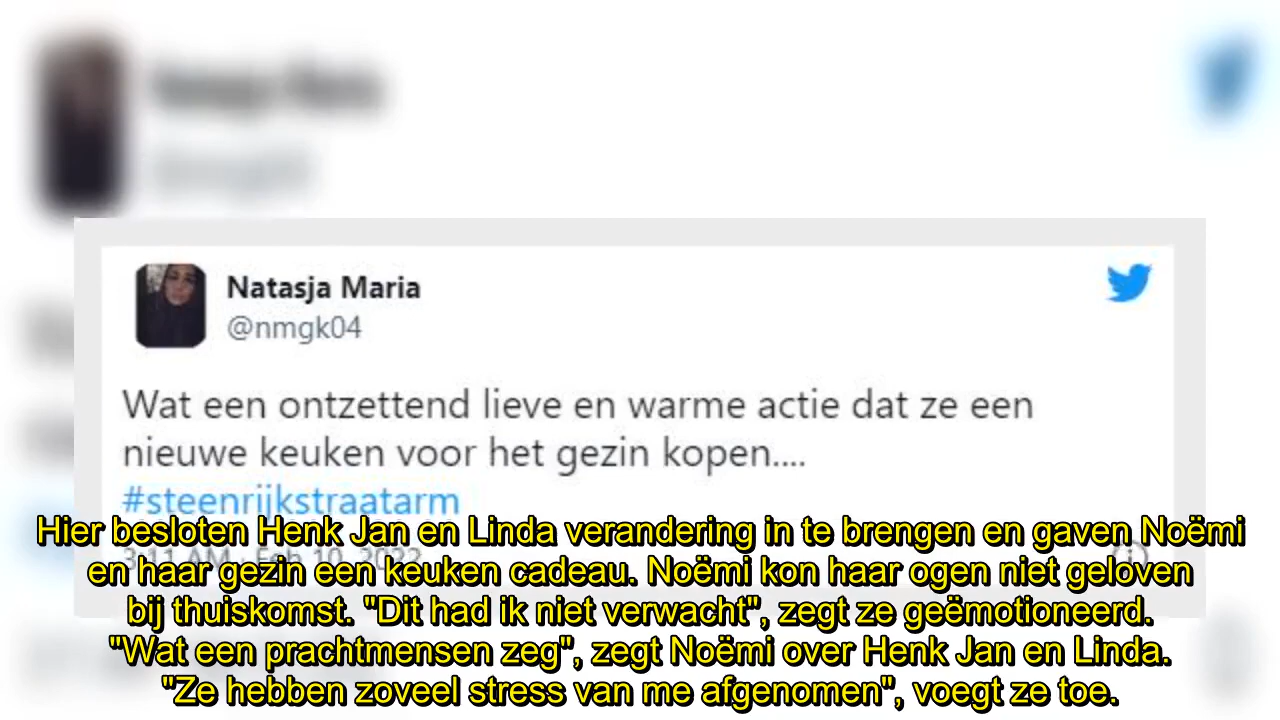 Natasja Maria
@nmgk04
Wat een ontzettend lieve en warme actie dat ze een
nieuwe keuken voor het gezin kopen....
#steenrijkstraatarm
3:11 AM · Feb 10, 2022
Hier besloten Henk Jan en Linda verandering in te brengen en gaven Noëmi
en haar gezin een keuken cadeau. Noëmi kon haar ogen niet geloven
bij thuiskomst. "Dit had ik niet verwacht", zegt ze geëmotioneerd.
"Wat een prachtmensen zeg", zegt Noëmi over Henk Jan en Linda.
"Ze hebben zoveel stress van me afgenomen", voegt ze toe.